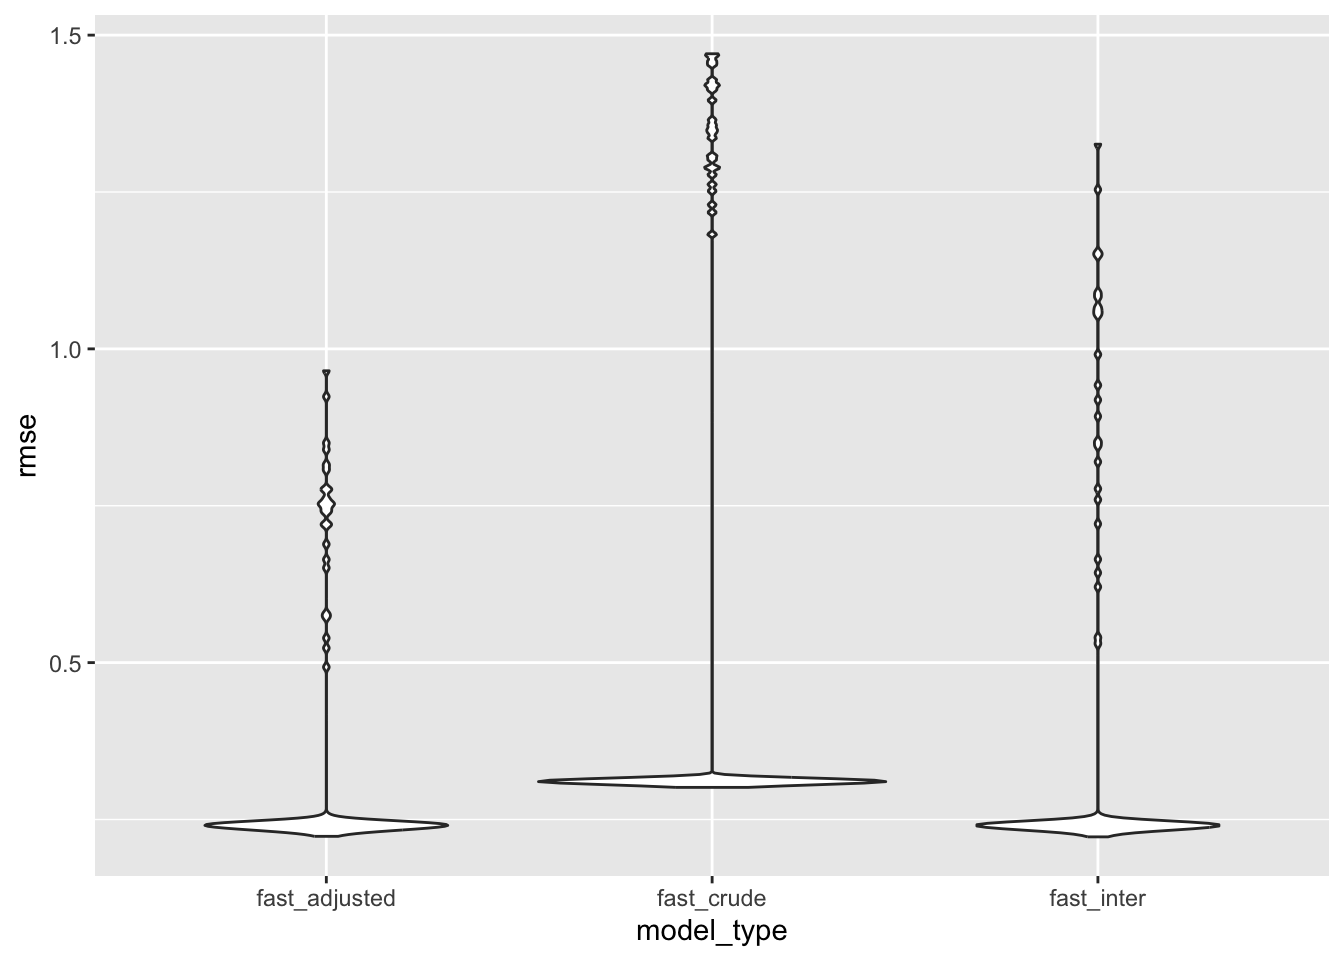 1.5
1.0
0.5
rmse
fast_adjusted
fast_crude
fast_inter
model_type